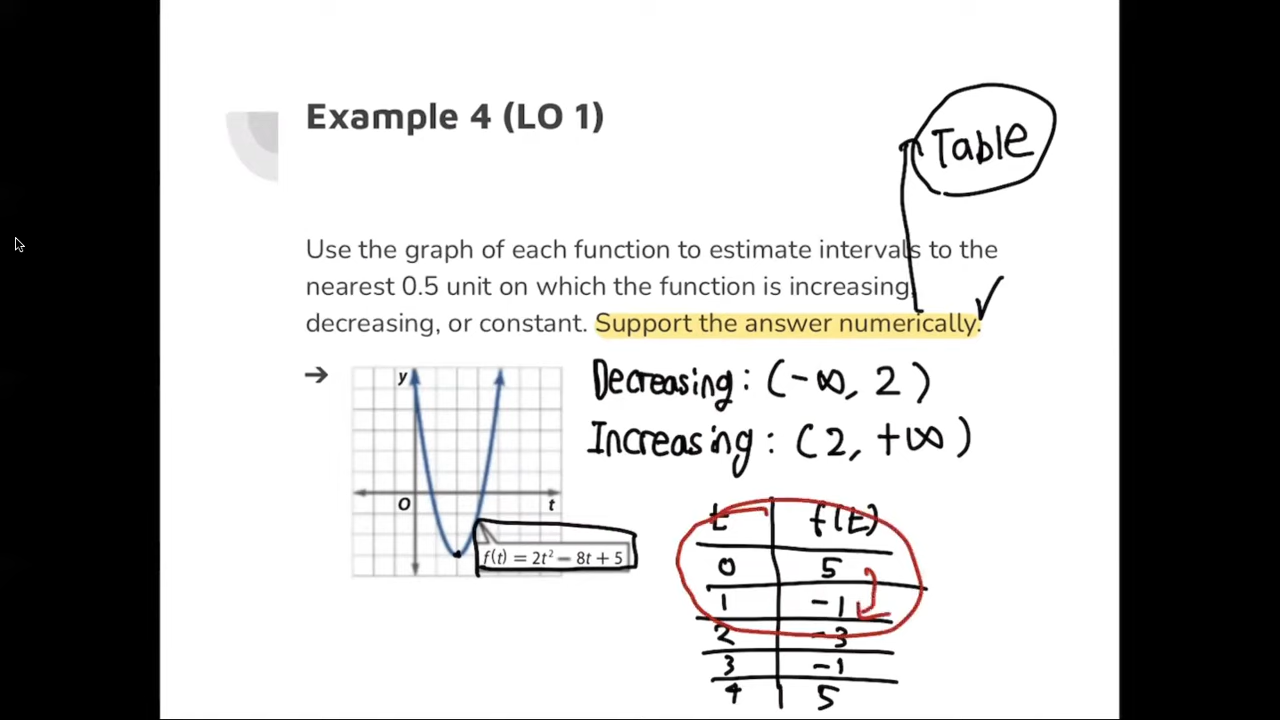 Example 4 (LO 1)
Table
Use the graph of each function to estimate intervals to the
nearest 0.5 unit on which the function is increasing,
decreasing, or constant. Support the answer numerically.
Decreasing: (-∞, 2)
Increasing: (2, +∞)
y
O
t
f(t) = 2t² − 8t + 5
t f(t)
0 5
1 -1
2 -3
3 -1
4 5